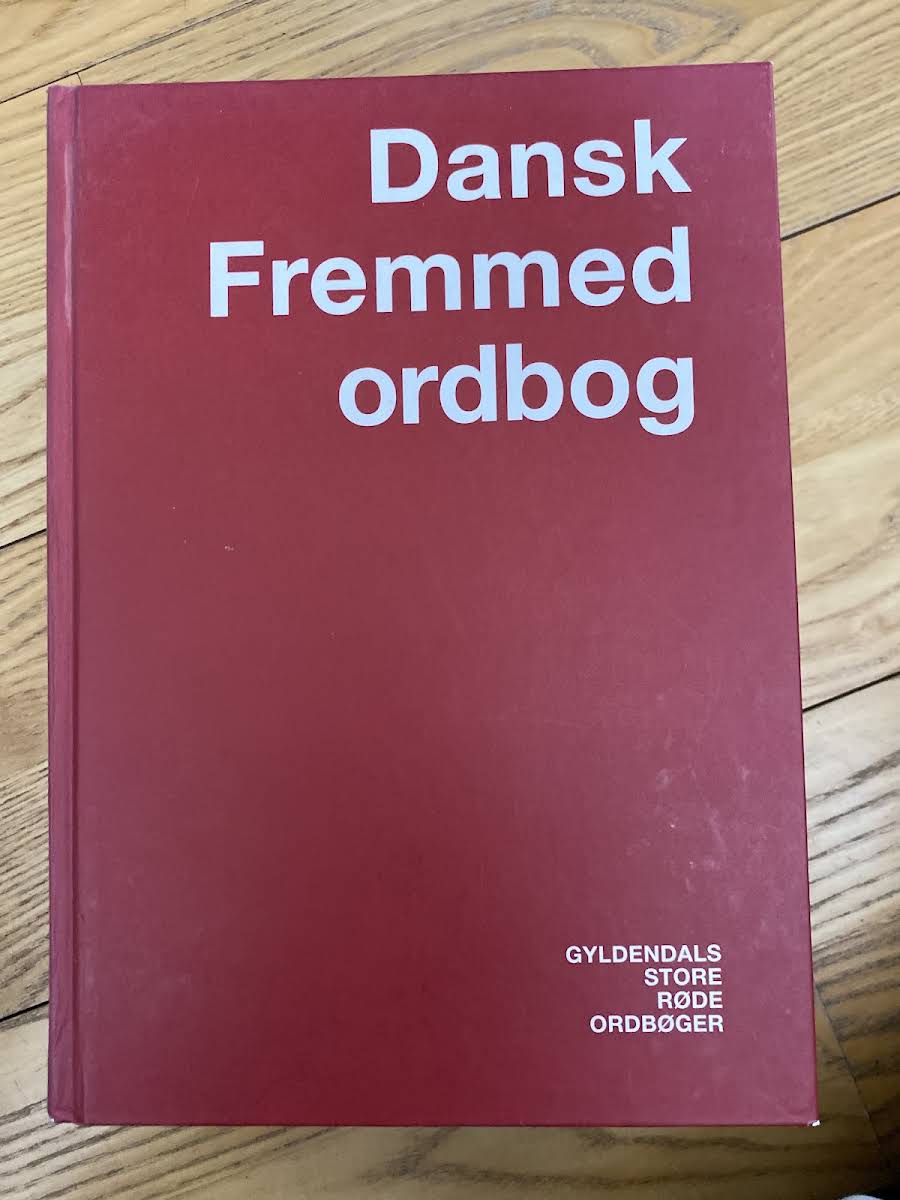 Dansk
Fremmed
ordbog
GYLDENDALS
STORE
RØDE
ORDBØGER